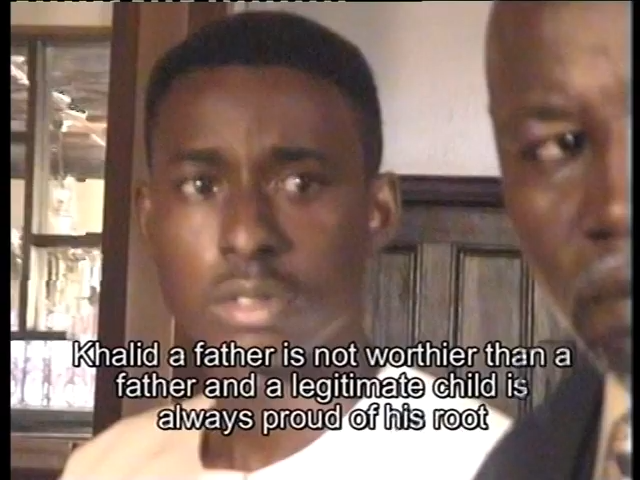 Khalid a father is not worthier than a
father and a legitimate child is
always proud of his root